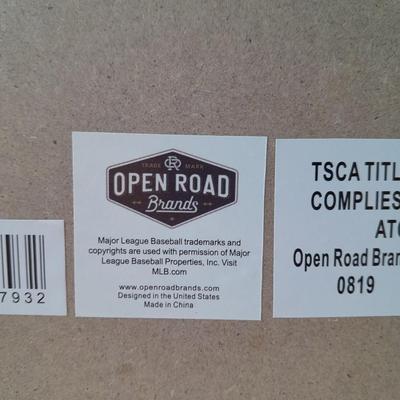 TRADE MARK
OPEN ROAD
Brands
Major League Baseball trademarks and
copyrights are used with permission of Major
League Baseball Properties, Inc. Visit
MLB.com
www.openroadbrands.com
Designed in the United States
Made in China
7932
TSCA TITL
COMPLIES
Open Road Bran
0819